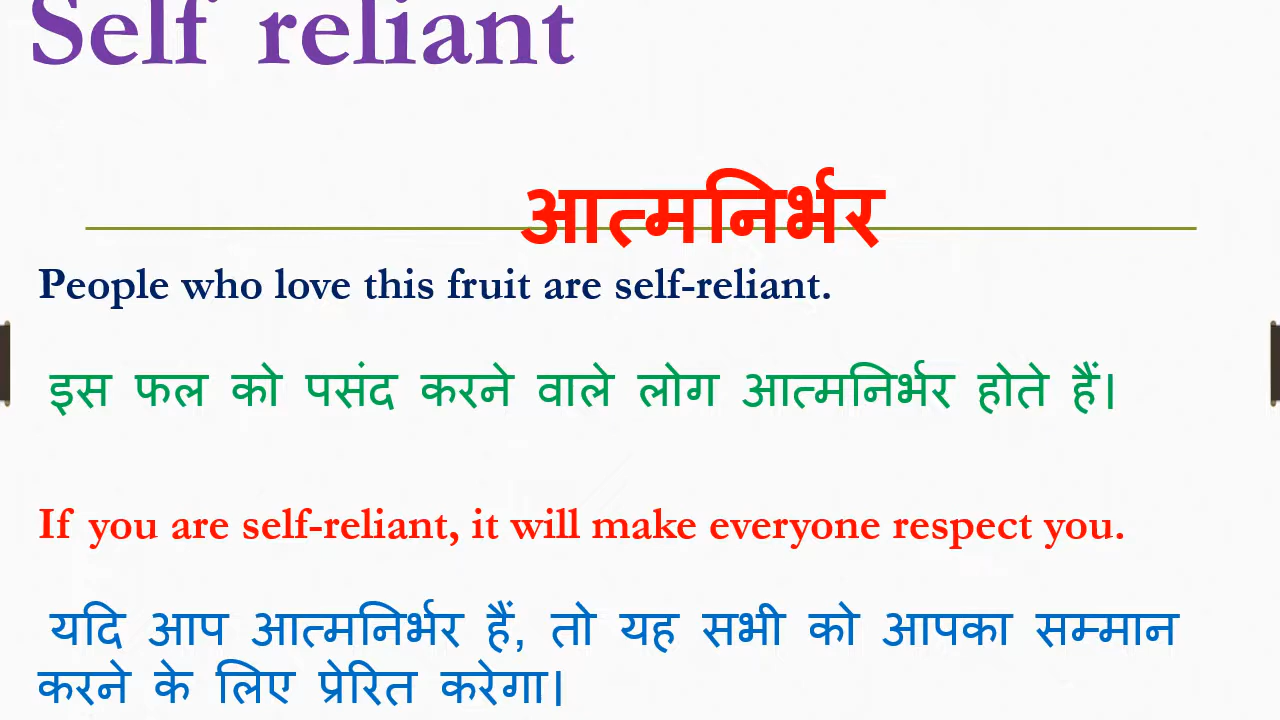 Self reliant
आत्मनिर्भर
People who love this fruit are self-reliant.
इस फल को पसंद करने वाले लोग आत्मनिर्भर होते हैं।
If you are self-reliant, it will make everyone respect you.
यदि आप आत्मनिर्भर हैं, तो यह सभी को आपका सम्मान
करने के लिए प्रेरित करेगा।